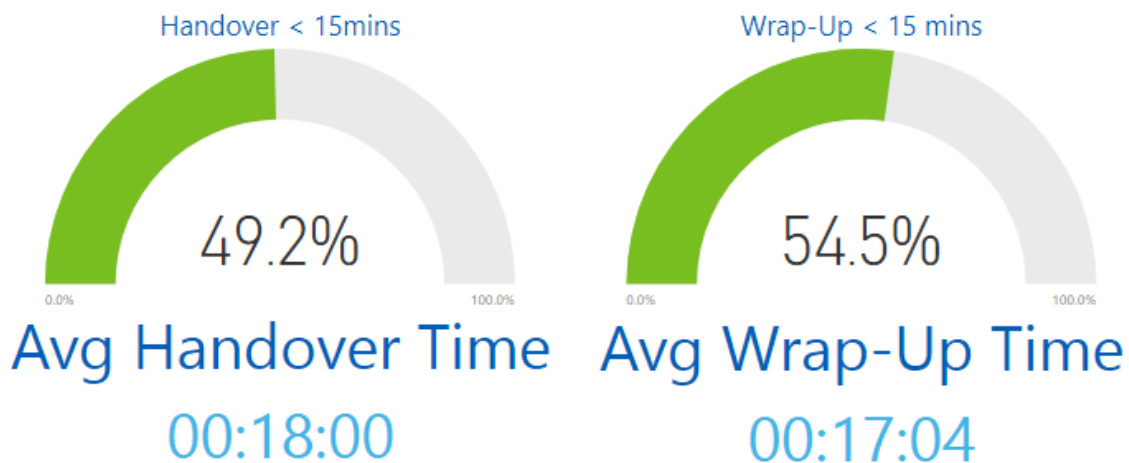 Handover < 15mins
49.2%
0.0%
100.0%
Avg Handover Time
00:18:00
Wrap-Up < 15 mins
54.5%
0.0%
100.0%
Avg Wrap-Up Time
00:17:04